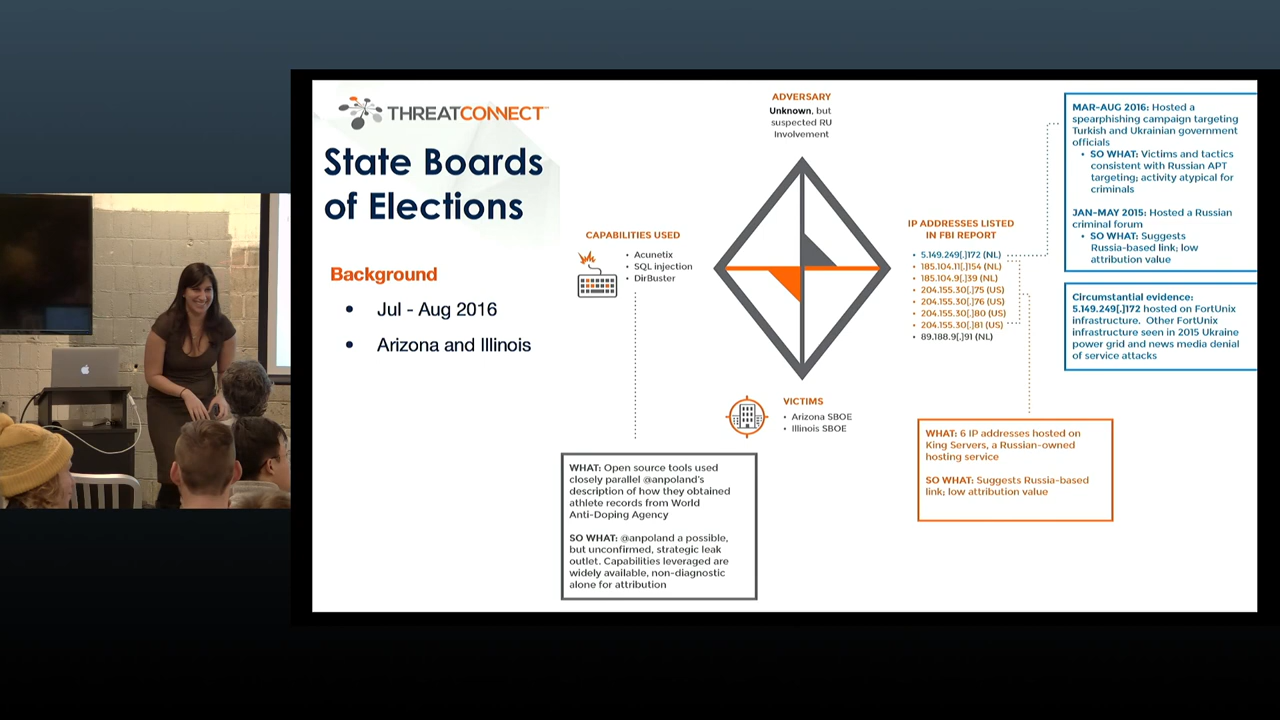 THREATCONNECT™
State Boards
of Elections
Background
• Jul - Aug 2016
• Arizona and Illinois
ADVERSARY
Unknown, but
suspected RU
Involvement
CAPABILITIES USED
• Acunetix
• SQL injection
• DirBuster
IP ADDRESSES LISTED
IN FBI REPORT
• 5.149.249[.]172 (NL)
• 185.104.11[.]154 (NL)
• 185.104.9[.]39 (NL)
• 204.155.30[.]75 (US)
• 204.155.30[.]76 (US)
• 204.155.30[.]80 (US)
• 204.155.30[.]81 (US)
• 89.188.9[.]91 (NL)
VICTIMS
• Arizona SBOE
• Illinois SBOE
WHAT: Open source tools used
closely parallel @anpoland's
description of how they obtained
athlete records from World
Anti-Doping Agency
SO WHAT: @anpoland a possible,
but unconfirmed, strategic leak
outlet. Capabilities leveraged are
widely available, non-diagnostic
alone for attribution
MAR-AUG 2016: Hosted a
spearphishing campaign targeting
Turkish and Ukrainian government
officials
• SO WHAT: Victims and tactics
consistent with Russian APT
targeting; activity atypical for
criminals
JAN-MAY 2015: Hosted a Russian
criminal forum
• SO WHAT: Suggests
Russia-based link; low
attribution value
Circumstantial evidence:
5.149.249[.]172 hosted on FortUnix
infrastructure. Other FortUnix
infrastructure seen in 2015 Ukraine
power grid and news media denial
of service attacks
WHAT: 6 IP addresses hosted on
King Servers, a Russian-owned
hosting service
SO WHAT: Suggests Russia-based
link; low attribution value